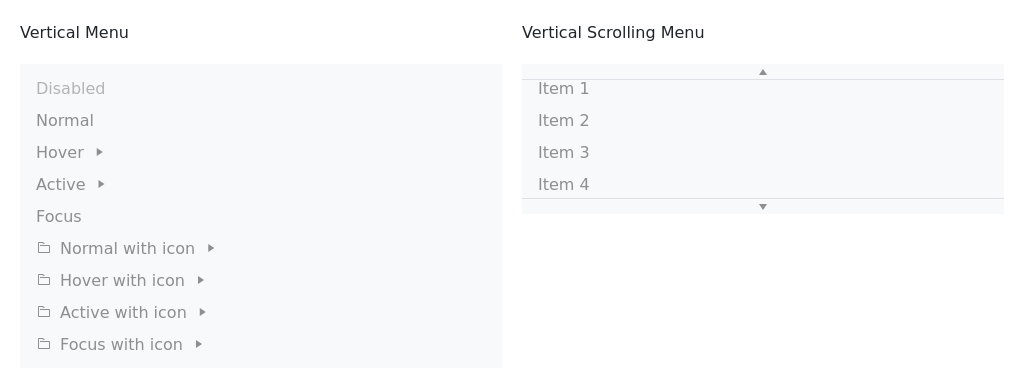 Vertical Menu
Disabled
Normal
Hover
Active
Focus
Normal with icon
Hover with icon
Active with icon
Focus with icon
Vertical Scrolling Menu
Item 1
Item 2
Item 3
Item 4